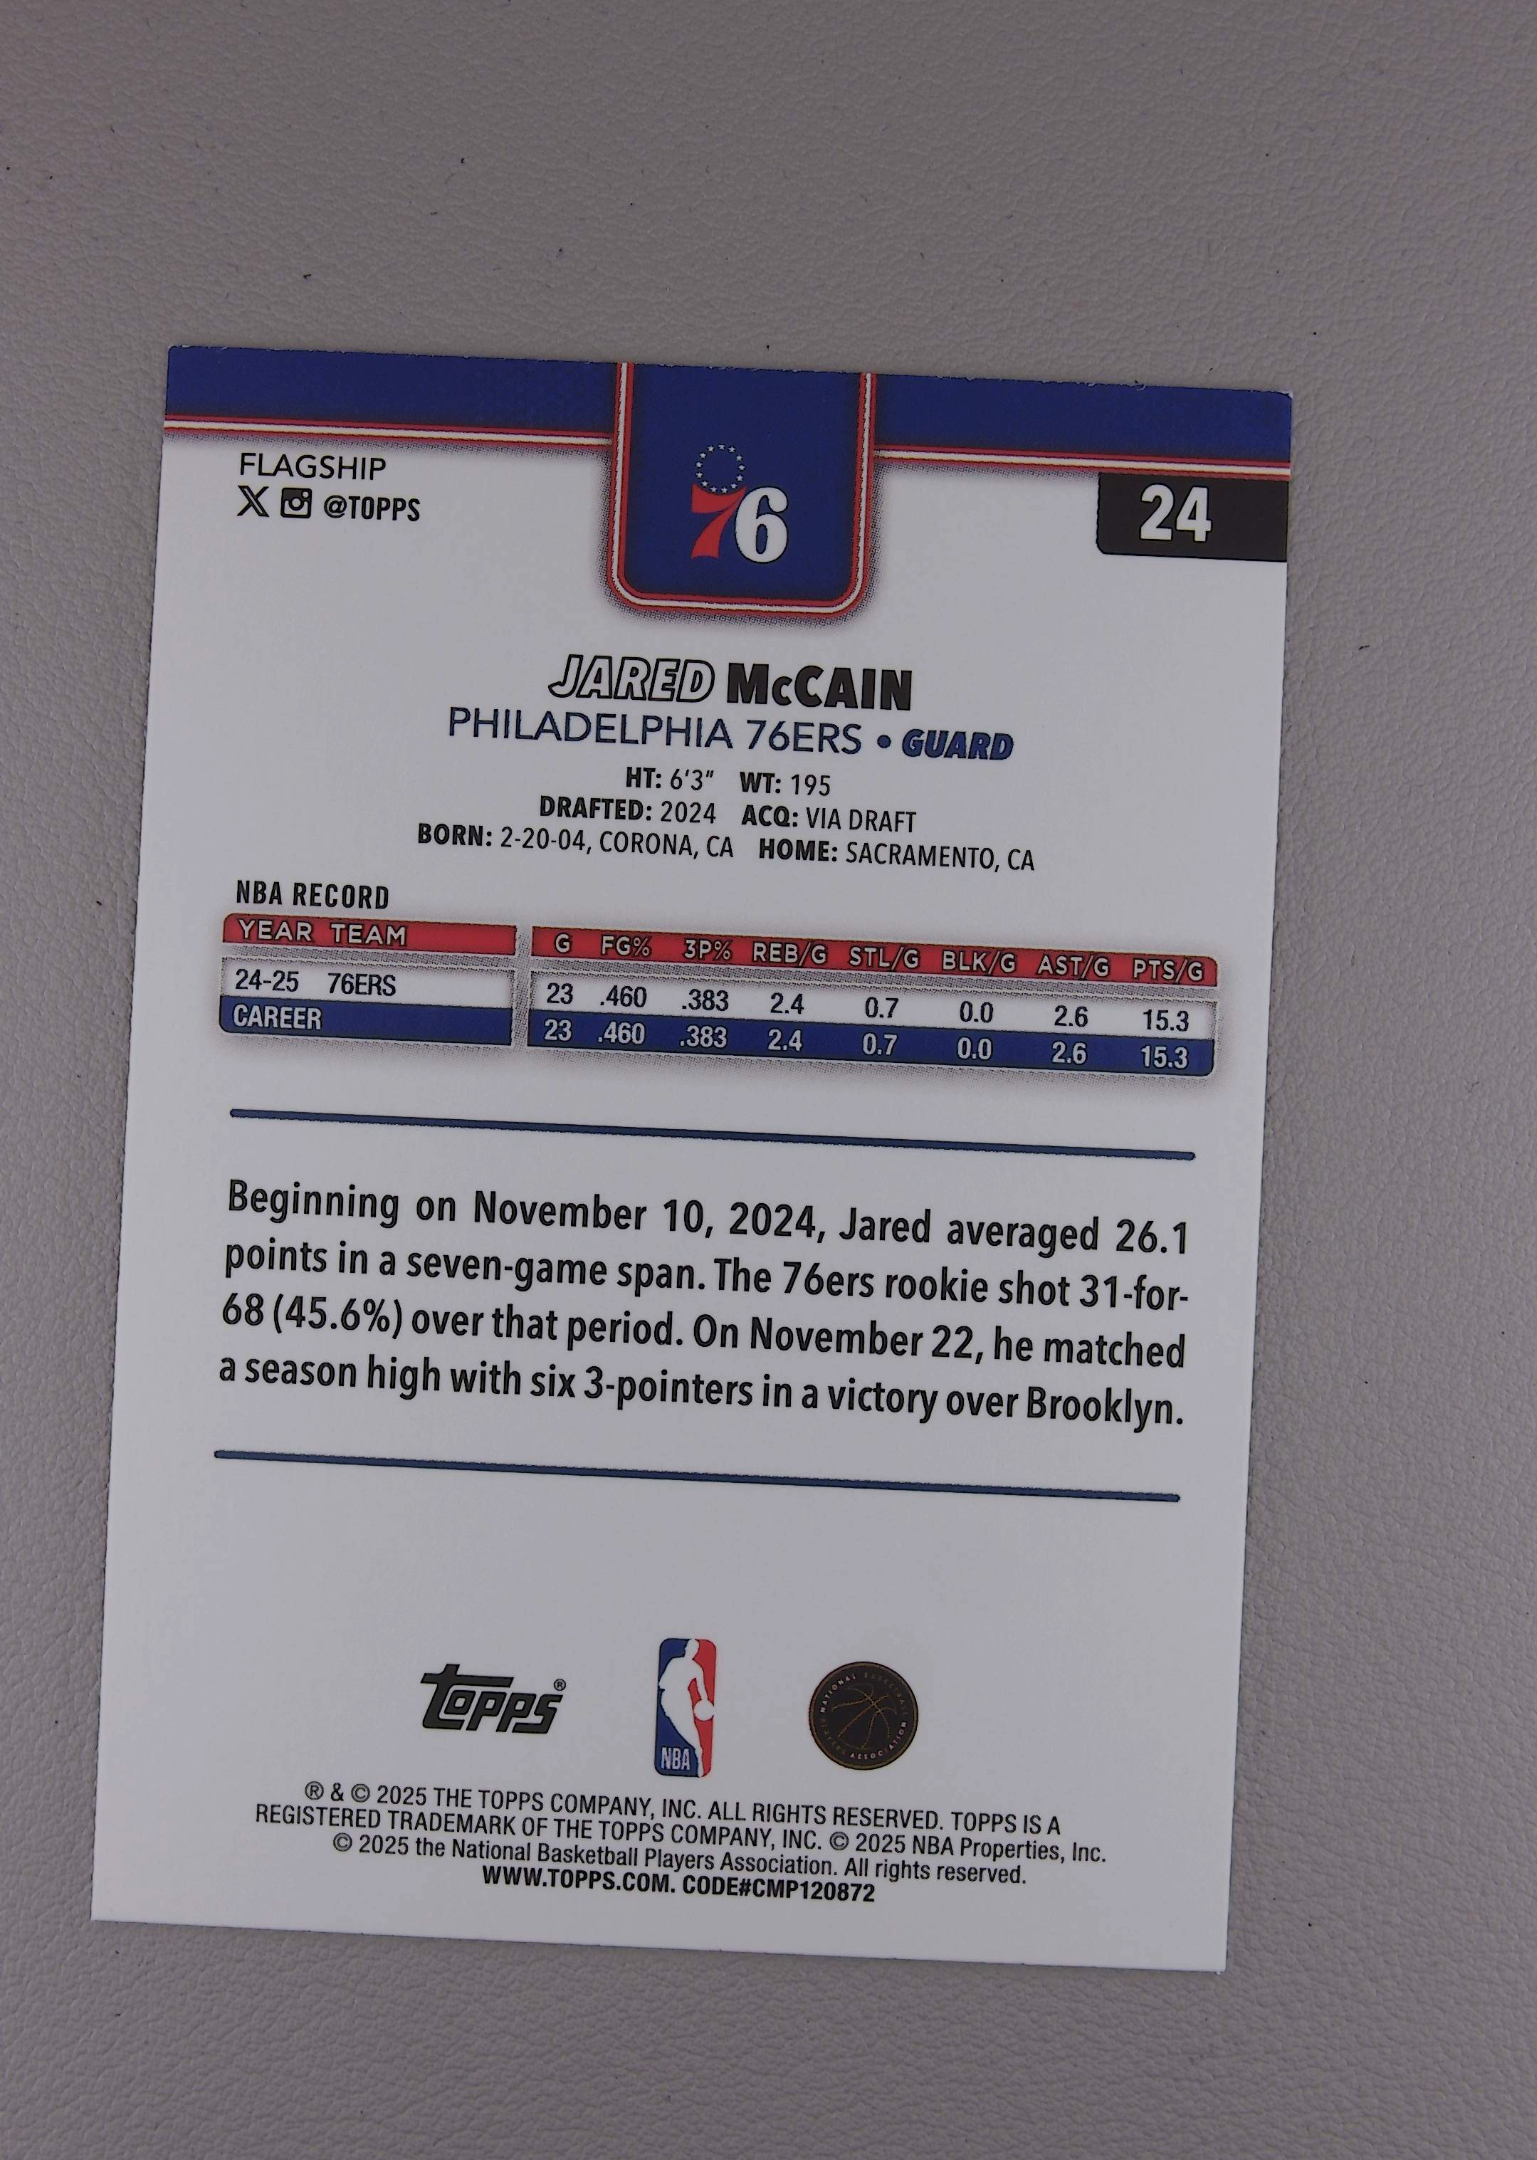 FLAGSHIP
X @TOPPS
76
24
JARED McCAIN
PHILADELPHIA 76ERS • GUARD
HT: 6'3" WT: 195
DRAFTED: 2024 ACQ: VIA DRAFT
BORN: 2-20-04, CORONA, CA HOME: SACRAMENTO, CA
NBA RECORD
YEAR TEAM G FG% 3P% REB/G STL/G BLK/G AST/G PTS/G
24-25 76ERS 23 .460 .383 2.4 0.7 0.0 2.6 15.3
CAREER 23 .460 .383 2.4 0.7 0.0 2.6 15.3
Beginning on November 10, 2024, Jared averaged 26.1
points in a seven-game span. The 76ers rookie shot 31-for-
68 (45.6%) over that period. On November 22, he matched
a season high with six 3-pointers in a victory over Brooklyn.
Topps®
NBA
NATIONAL BASKETBALL PLAYERS ASSOCIATION
® & © 2025 THE TOPPS COMPANY, INC. ALL RIGHTS RESERVED. TOPPS IS A
REGISTERED TRADEMARK OF THE TOPPS COMPANY, INC. © 2025 NBA Properties, Inc.
© 2025 the National Basketball Players Association. All rights reserved.
WWW.TOPPS.COM. CODE#CMP120872